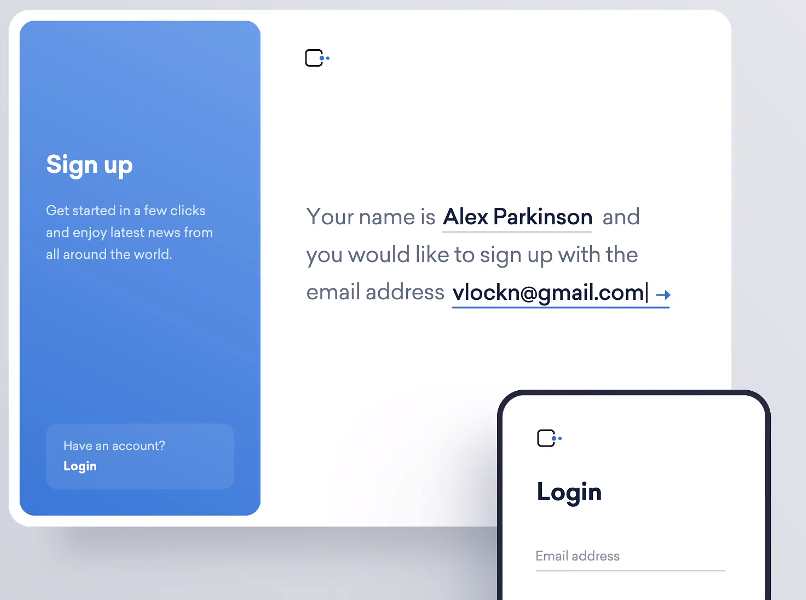 Sign up
Get started in a few clicks
and enjoy latest news from
all around the world.
Have an account?
Login
Your name is Alex Parkinson and
you would like to sign up with the
email address vlockn@gmail.com
Login
Email address